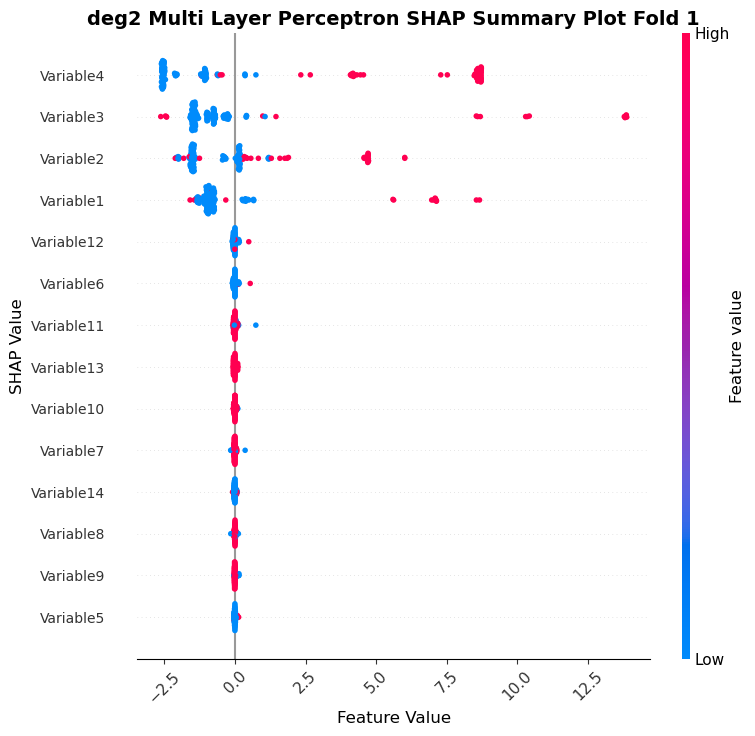 deg2 Multi Layer Perceptron SHAP Summary Plot Fold 1
High
Variable4
Variable3
Variable2
Variable1
Variable12
Variable6
Variable11
Variable13
Variable10
Variable7
Variable14
Variable8
Variable9
Variable5
SHAP Value
Feature value
Low
−2.5 0.0 2.5 5.0 7.5 10.0 12.5
Feature Value